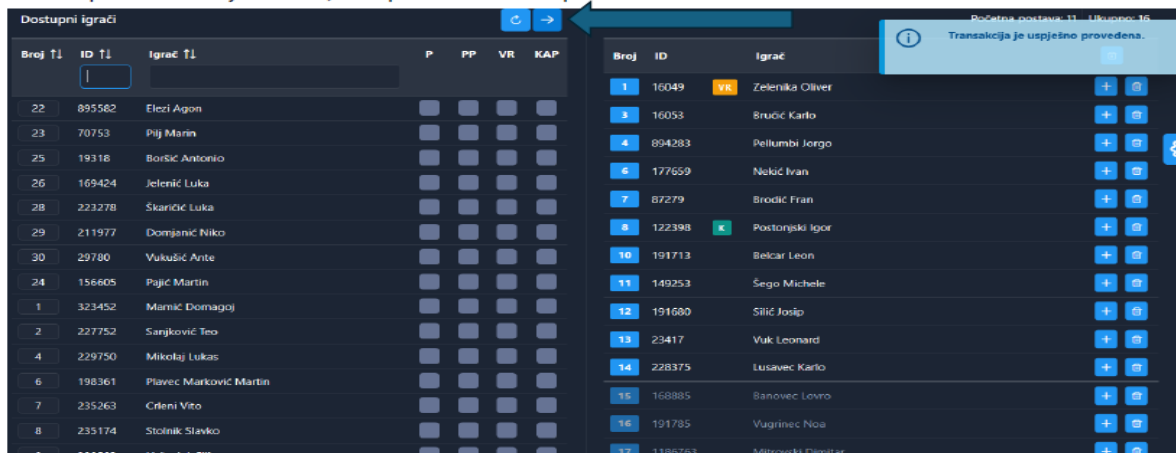 Dostupni igrači
Početna postava: 11 Ukupno: 16
Transakcija je uspješno provedena.
Broj ID Igrač P PP VR KAP
22 895582 Elezi Agon
23 70753 Pilj Marin
25 19318 Boršić Antonio
26 169424 Jelenić Luka
28 223278 Škaričić Luka
29 211977 Domjanić Niko
30 29780 Vukušić Ante
24 156605 Pajić Martin
1 323452 Mamić Domagoj
2 227752 Sanjković Teo
4 229750 Mikolaj Lukas
6 198361 Plavec Marković Martin
7 235263 Crleni Vito
8 235174 Stolnik Slavko
Broj ID Igrač
1 16049 VK Zelenika Oliver
3 16053 Bručić Karlo
4 894283 Pellumbi Jorgo
6 177659 Nekić Ivan
7 87279 Brodić Fran
8 122398 K Postonjski Igor
10 191713 Belcar Leon
11 149253 Šego Michele
12 191680 Silić Josip
13 23417 Vuk Leonard
14 228375 Lusavec Karlo
15 168885 Banovec Lovro
16 191785 Vugrinec Noa
17 1186763 Mitrovski Dimitar